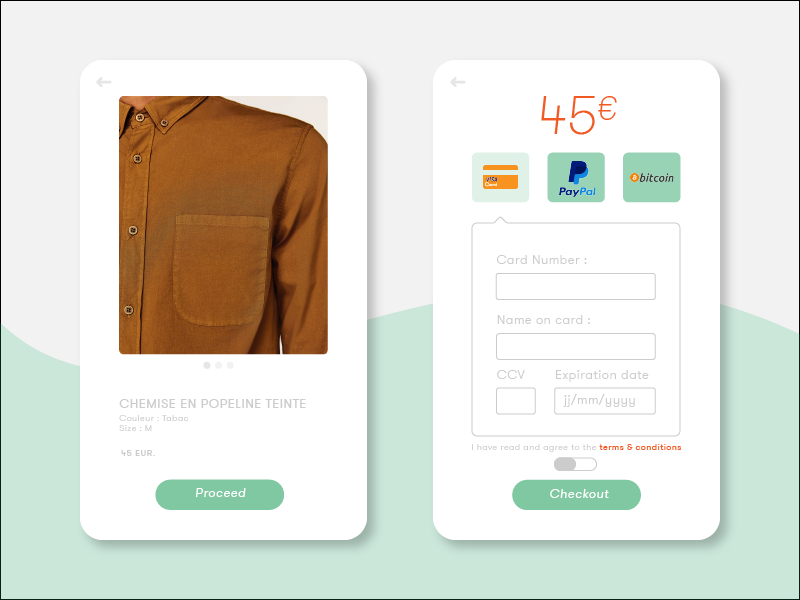 CHEMISE EN POPELINE TEINTE
Couleur : Tabac
Size : M
45 EUR.
Proceed
45€
VISA
Card
PayPal
bitcoin
Card Number :
Name on card :
CCV
Expiration date
jj/mm/yyyy
I have read and agree to the terms & conditions
Checkout